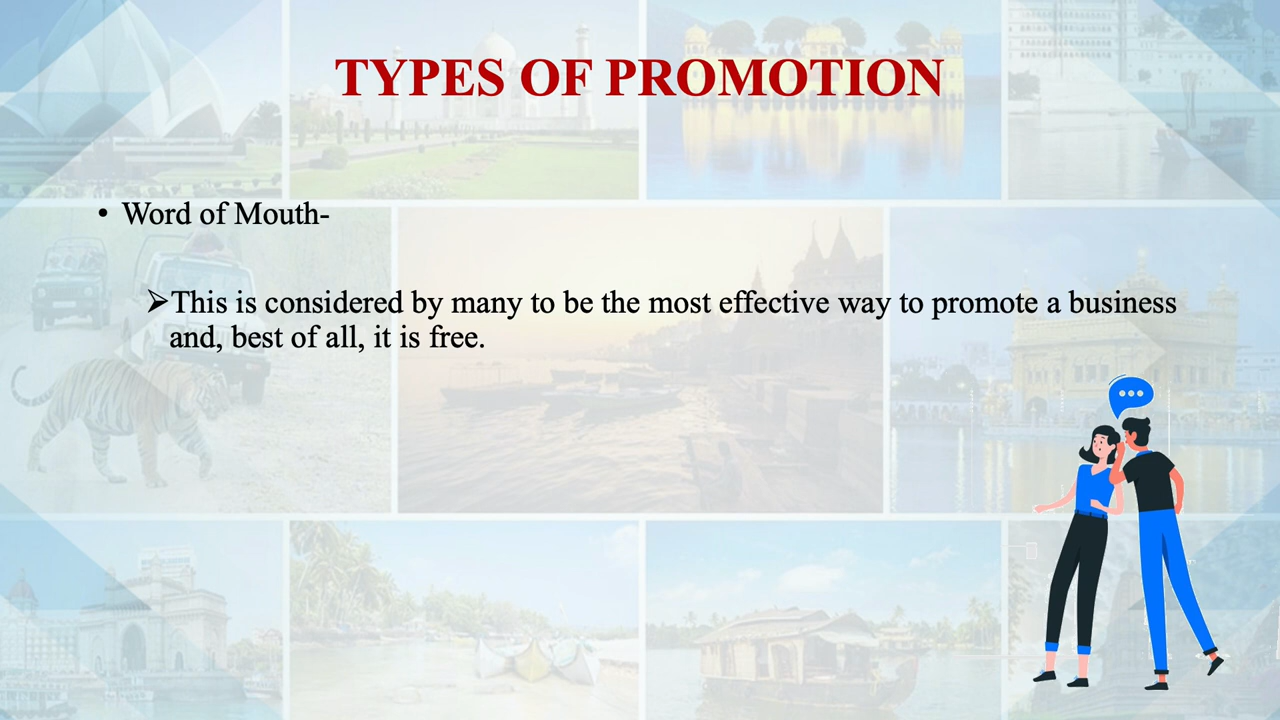 TYPES OF PROMOTION
• Word of Mouth-
➢This is considered by many to be the most effective way to promote a business
and, best of all, it is free.